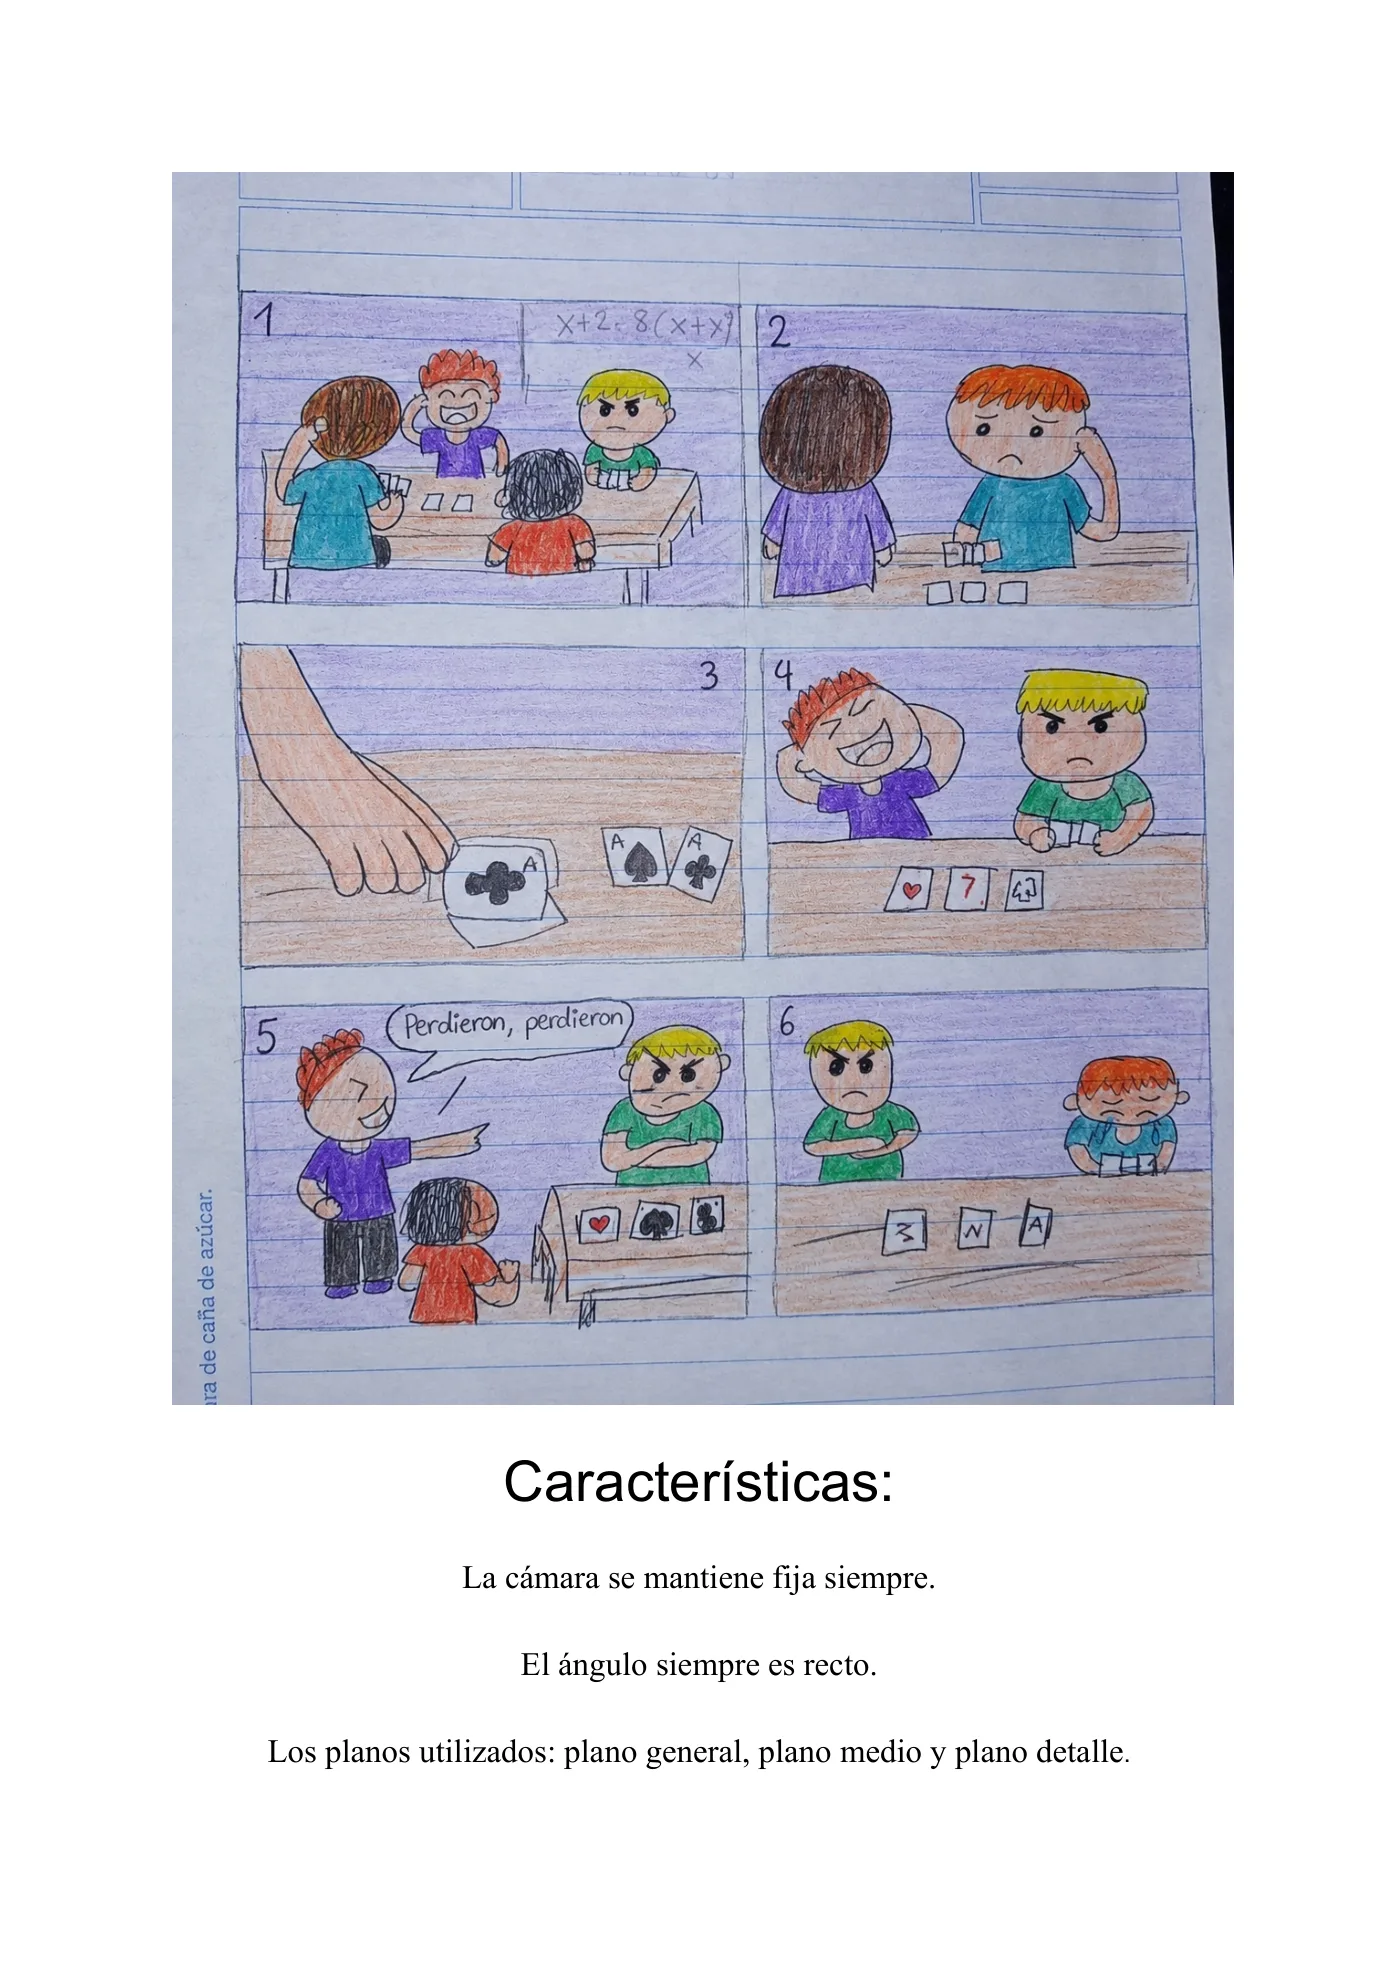 1
x+2. 8(x+x)
x
2
3
A
A
A
4
7
5
Perdieron, perdieron
6
3
N
A
ra de caña de azúcar.
Características:
La cámara se mantiene fija siempre.
El ángulo siempre es recto.
Los planos utilizados: plano general, plano medio y plano detalle.